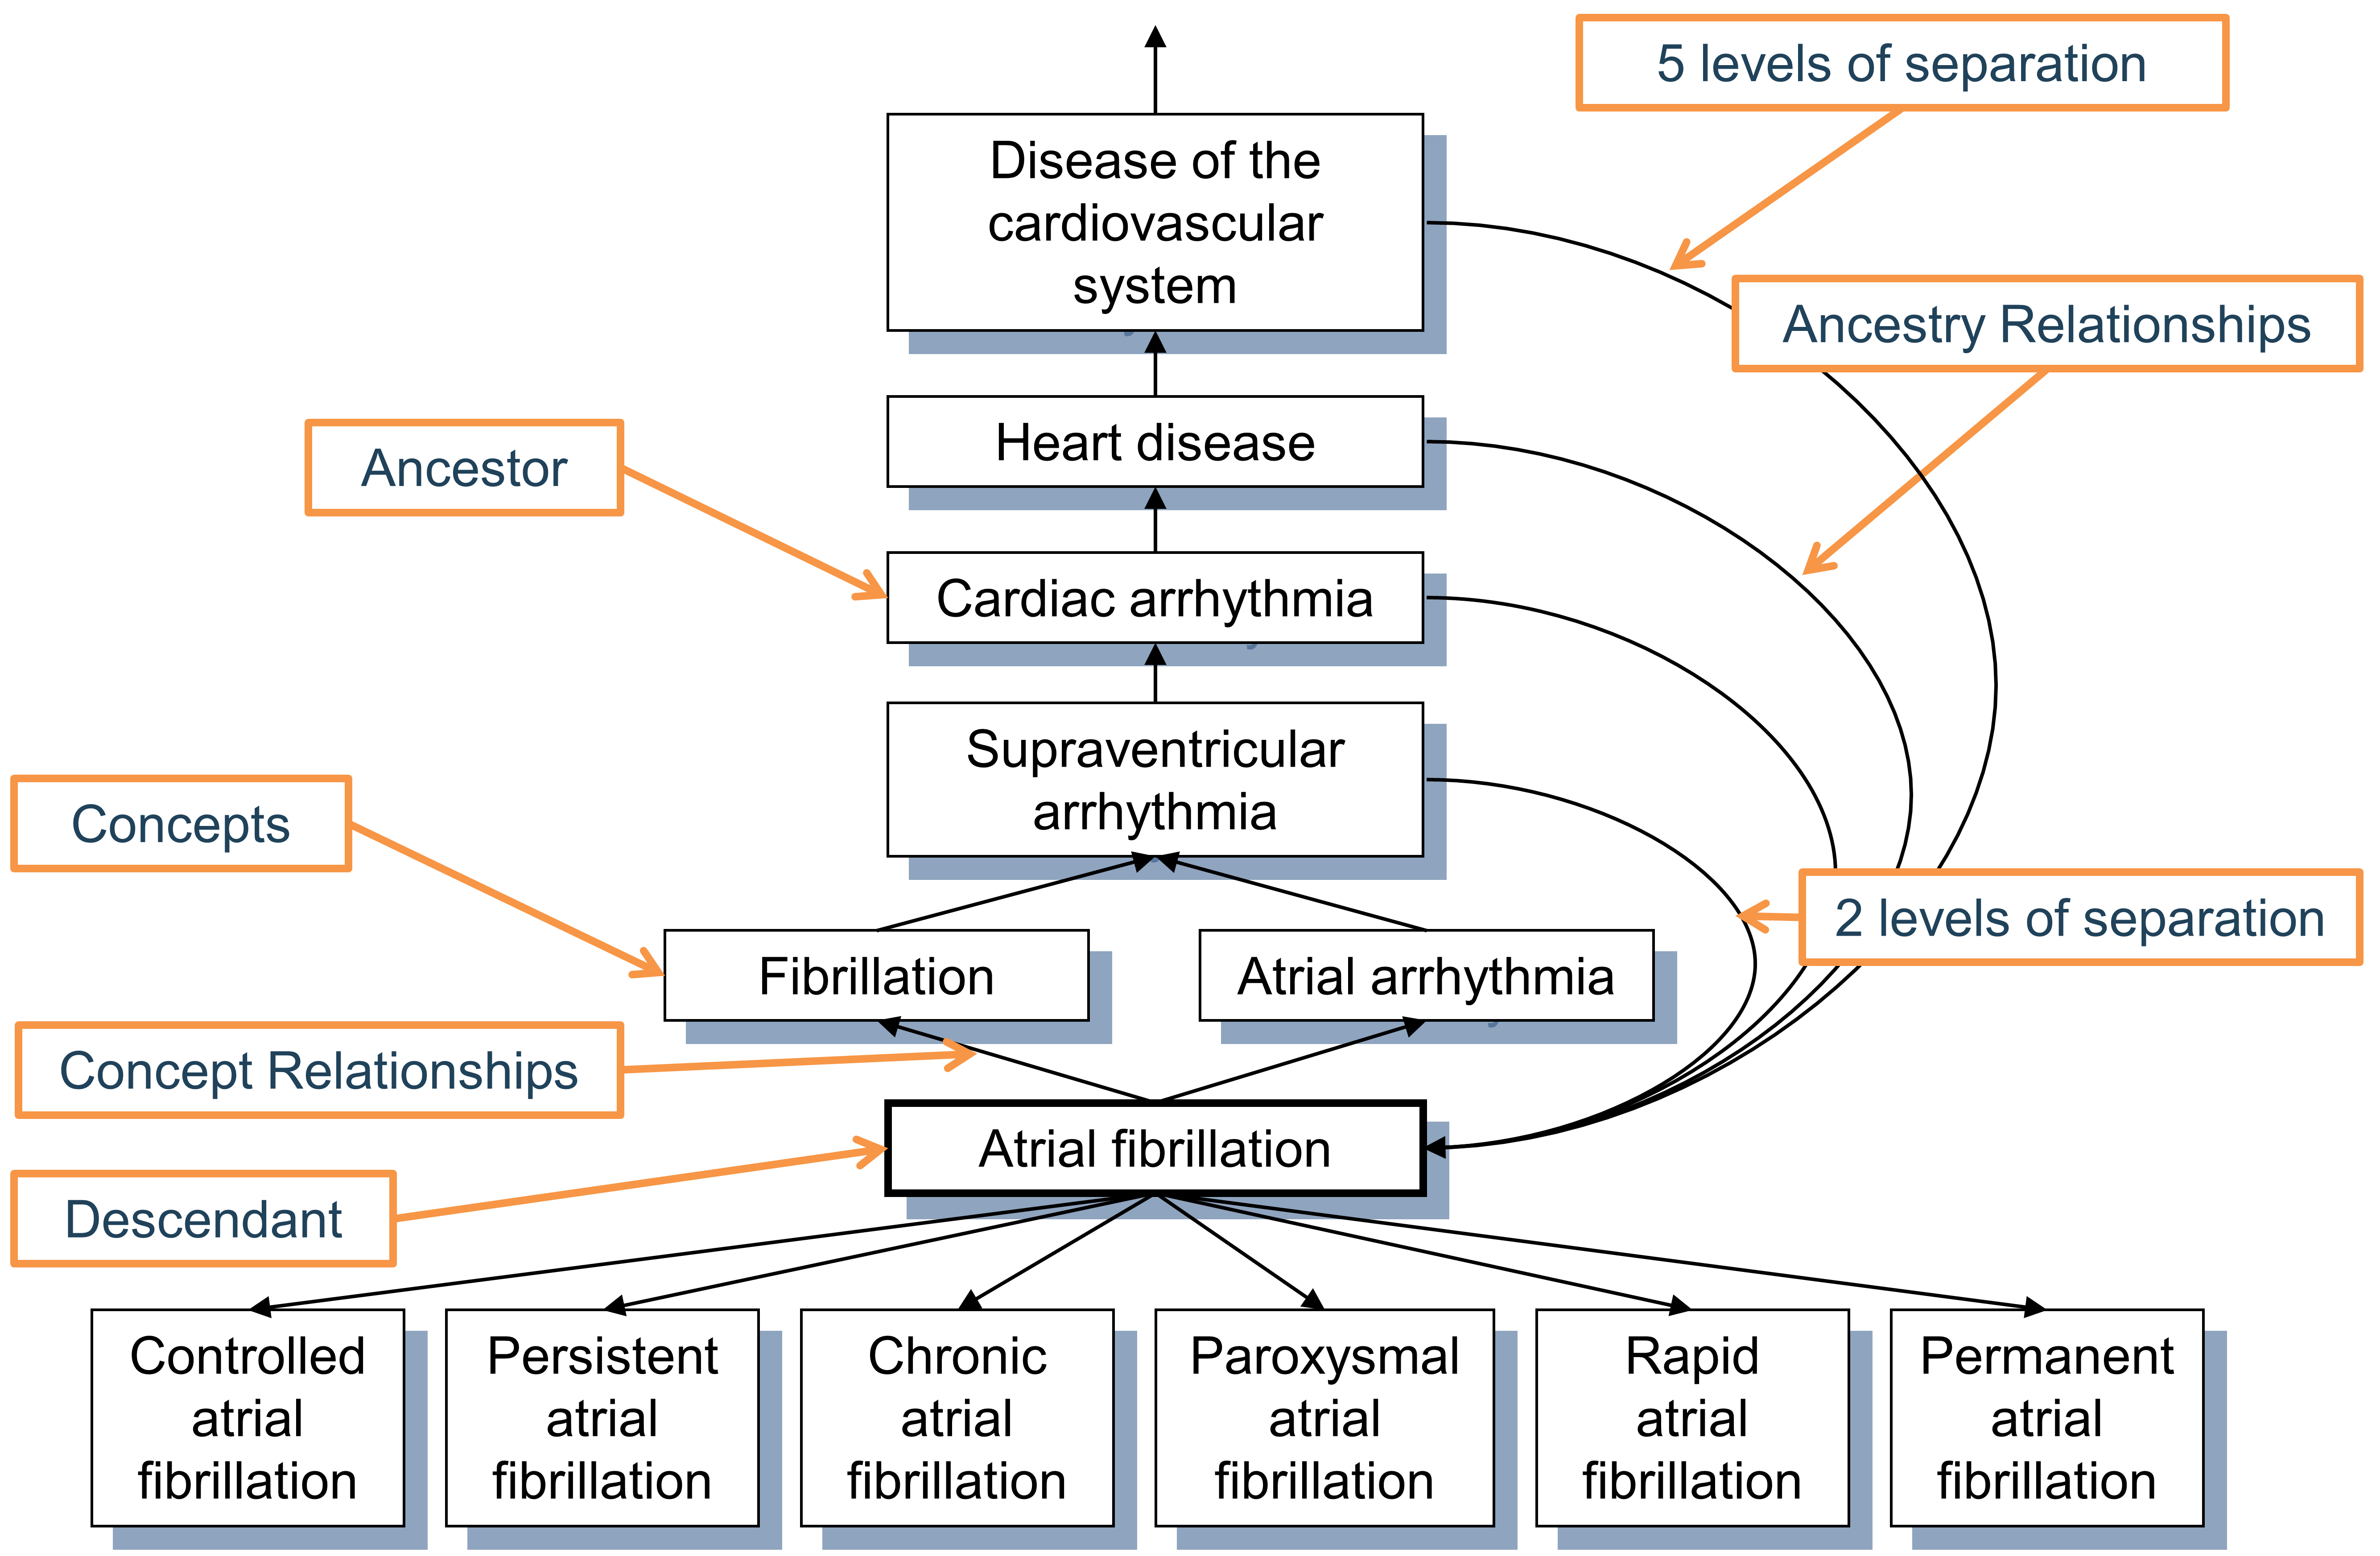 5 levels of separation
Disease of the
cardiovascular
system
Ancestry Relationships
Heart disease
Ancestor
Cardiac arrhythmia
Supraventricular
arrhythmia
Concepts
2 levels of separation
Fibrillation
Atrial arrhythmia
Concept Relationships
Atrial fibrillation
Descendant
Controlled
atrial
fibrillation
Persistent
atrial
fibrillation
Chronic
atrial
fibrillation
Paroxysmal
atrial
fibrillation
Rapid
atrial
fibrillation
Permanent
atrial
fibrillation